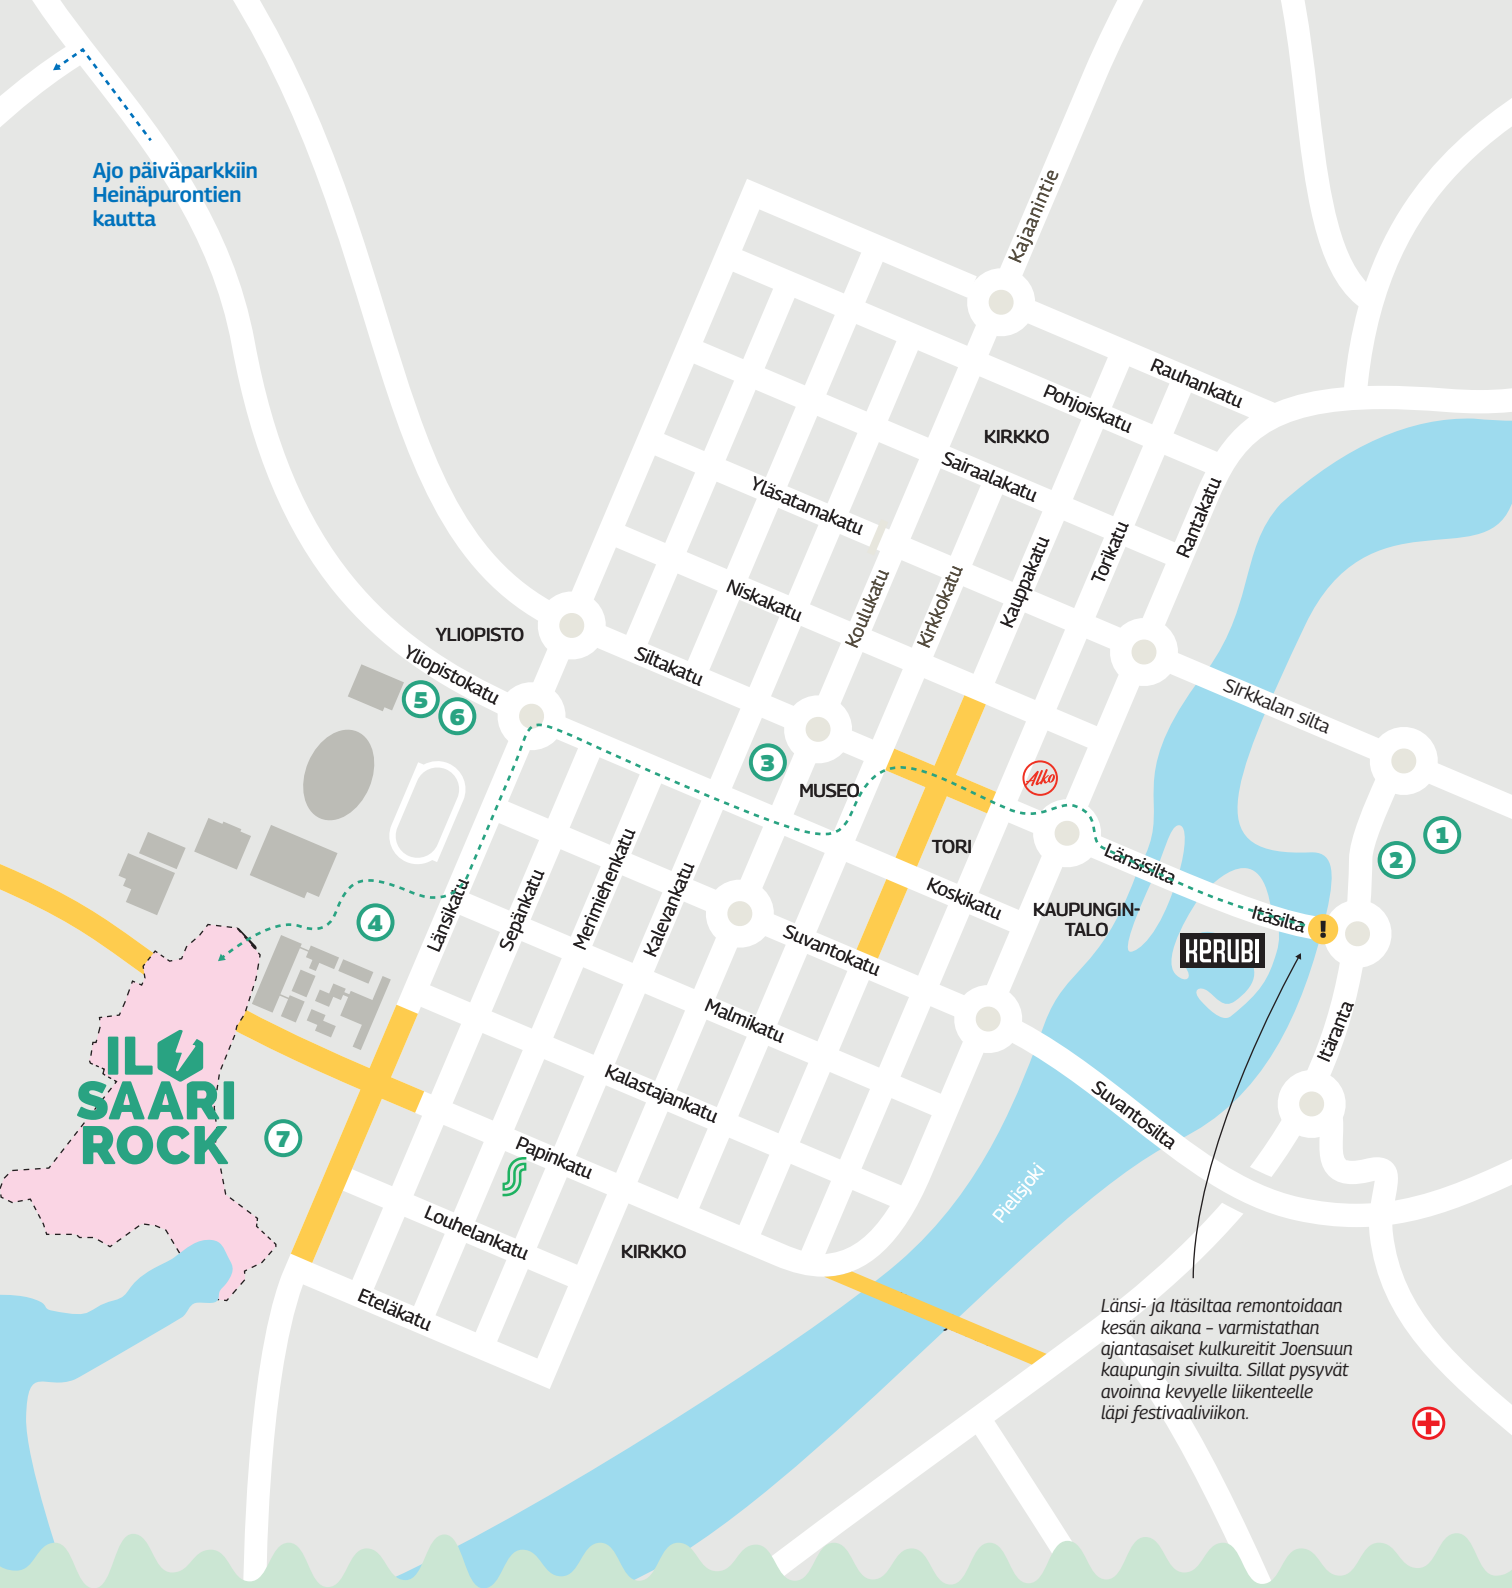 Ajo päiväparkkiin
Heinäpurontien
kautta
Kajaanintie
Rauhankatu
Pohjoiskatu
KIRKKO
Sairaalakatu
Yläsatamakatu
Rantakatu
Torikatu
Kauppakatu
Kirkkokatu
Koulukatu
Niskakatu
YLIOPISTO
Yliopistokatu
Siltakatu
Sirkkalan silta
5
6
3
MUSEO
Alko
TORI
1
2
Länsisilta
Itäsilta
!
KERUBI
KAUPUNGIN-
TALO
Koskikatu
Suvantokatu
Länsikatu
Sepänkatu
Merimiehenkatu
Kalevankatu
4
Malmikatu
Itäranta
ILOSAARI
ROCK
7
Kalastajankatu
Suvantosilta
Papinkatu
Pielisjoki
Louhelankatu
KIRKKO
Eteläkatu
Länsi- ja Itäsiltaa remontoidaan
kesän aikana – varmistathan
ajantasaiset kulkureitit Joensuun
kaupungin sivuilta. Sillat pysyvät
avoinna kevyelle liikenteelle
läpi festivaaliviikon.